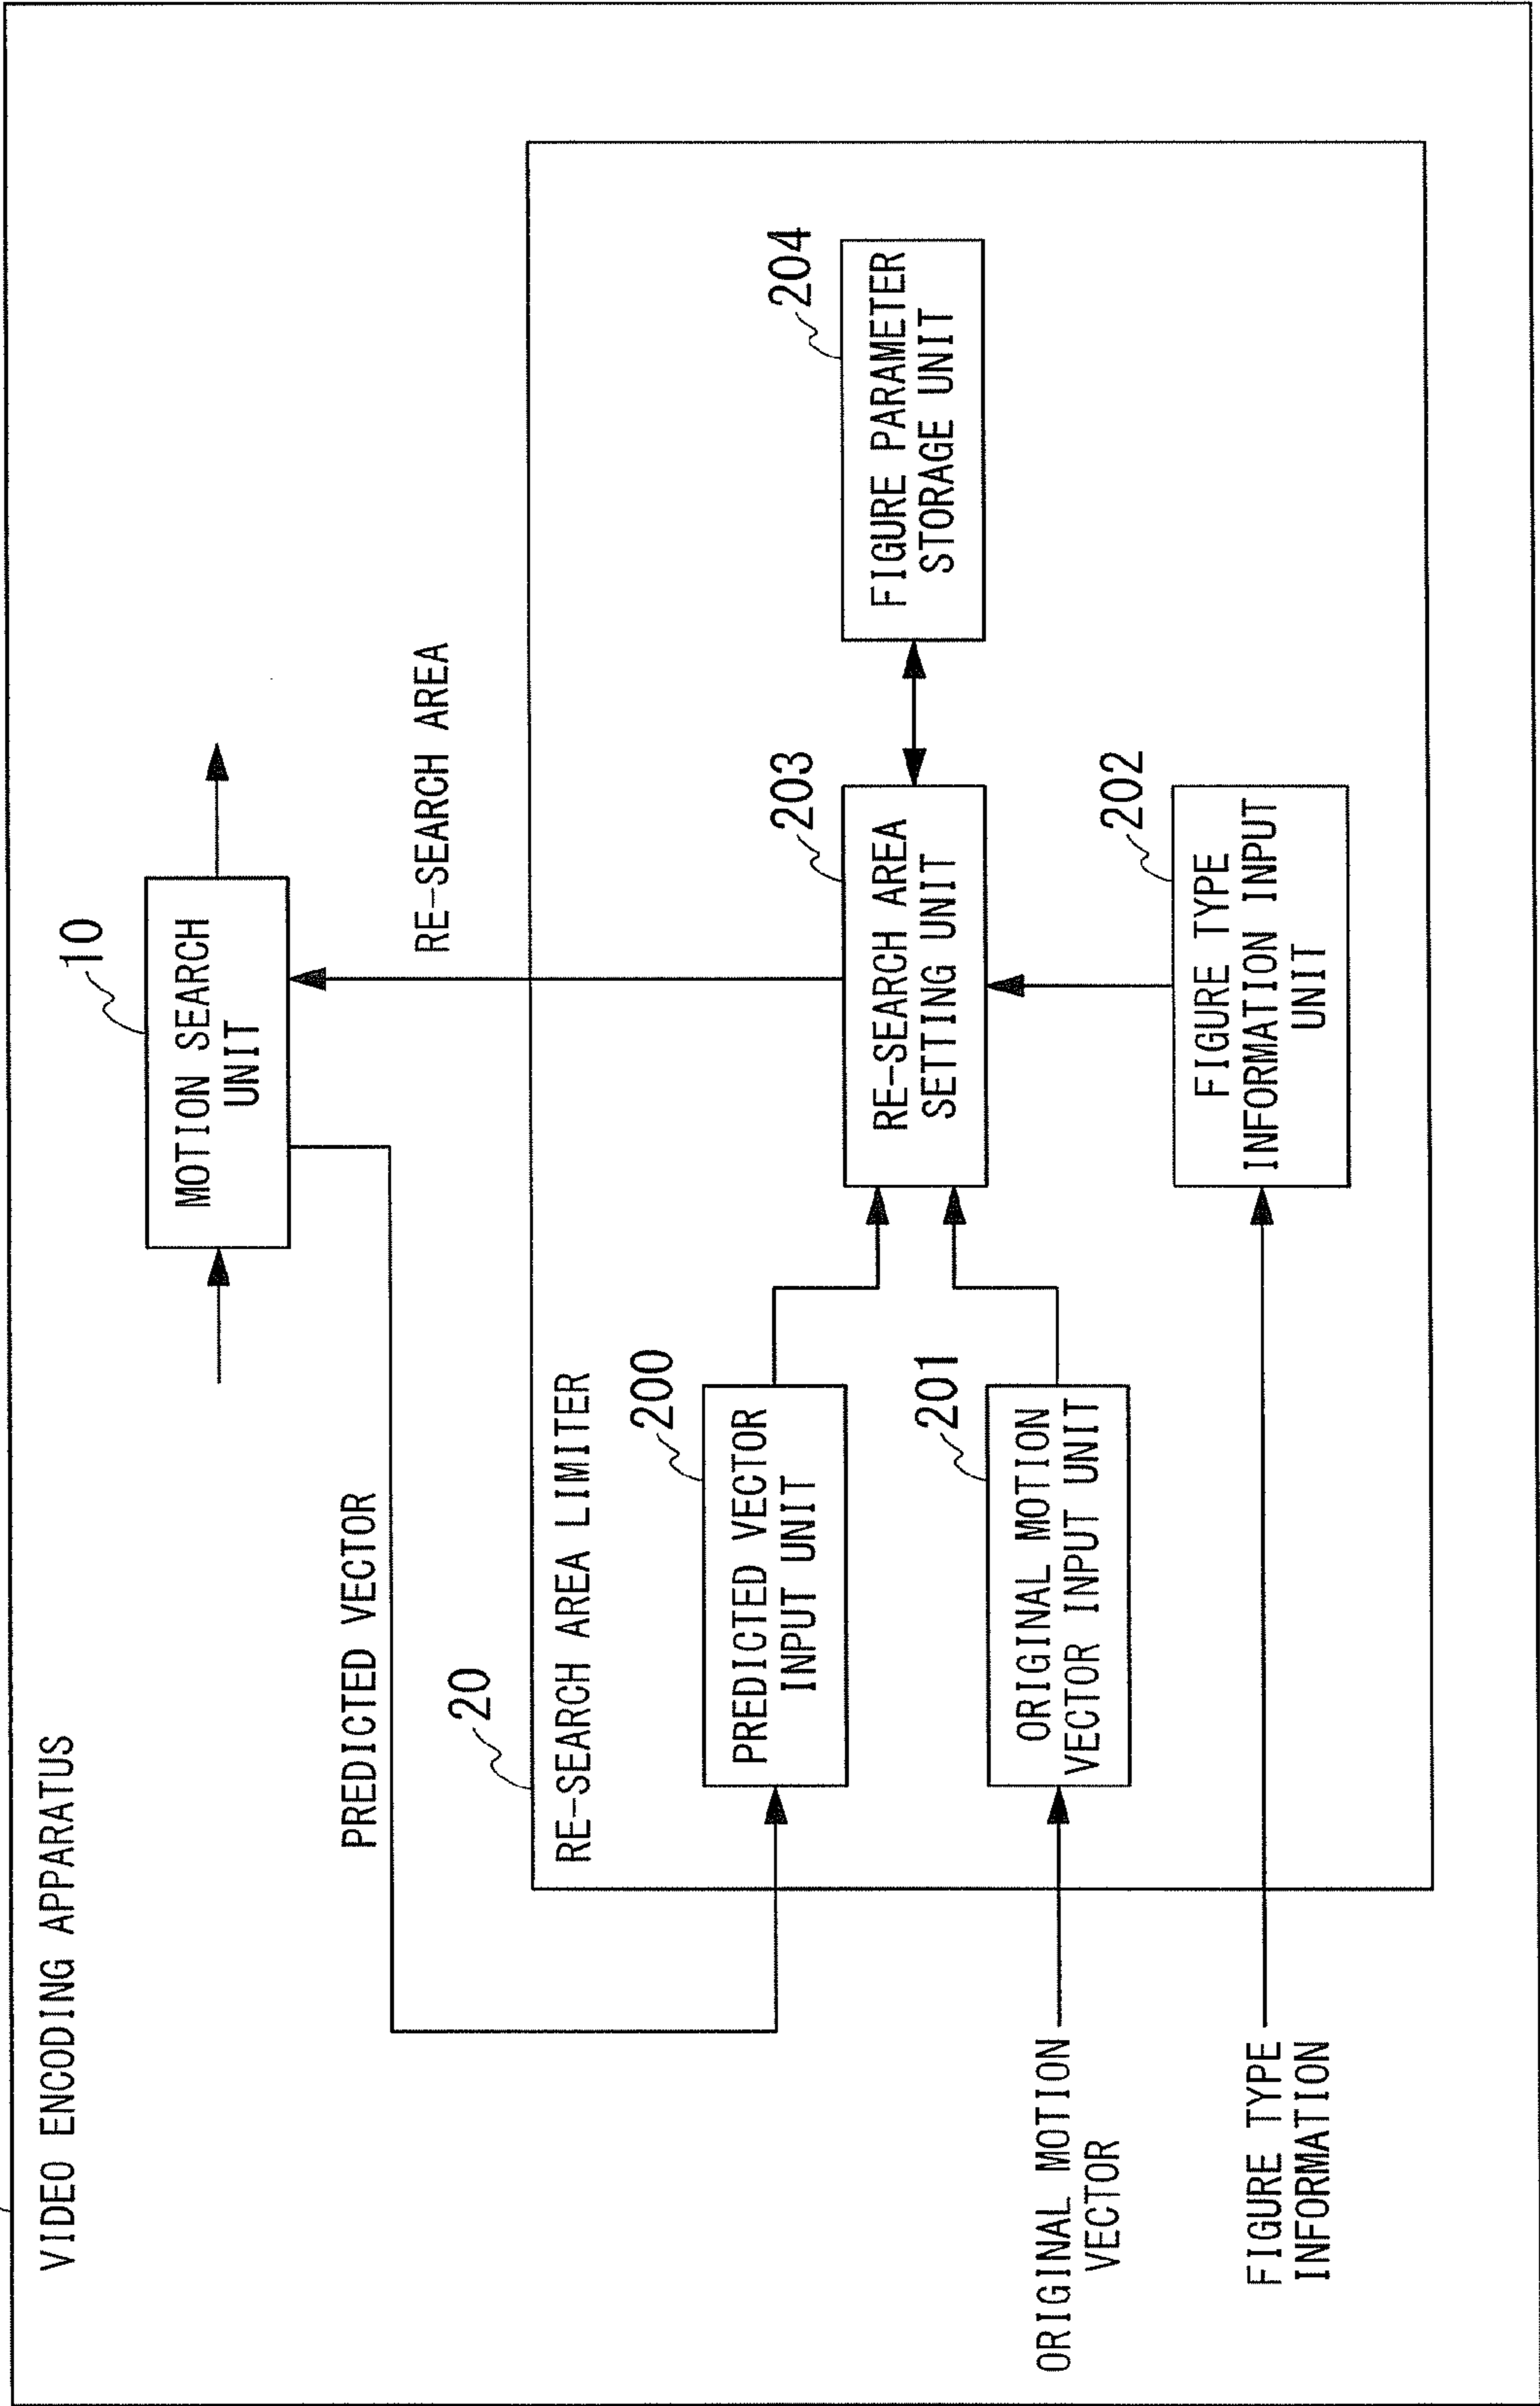 VIDEO ENCODING APPARATUS
10
MOTION SEARCH
UNIT
PREDICTED VECTOR
RE-SEARCH AREA
20
RE-SEARCH AREA LIMITER
200
PREDICTED VECTOR
INPUT UNIT
203
RE-SEARCH AREA
SETTING UNIT
204
FIGURE PARAMETER
STORAGE UNIT
201
ORIGINAL MOTION
VECTOR INPUT UNIT
202
FIGURE TYPE
INFORMATION INPUT
UNIT
ORIGINAL MOTION
VECTOR
FIGURE TYPE
INFORMATION